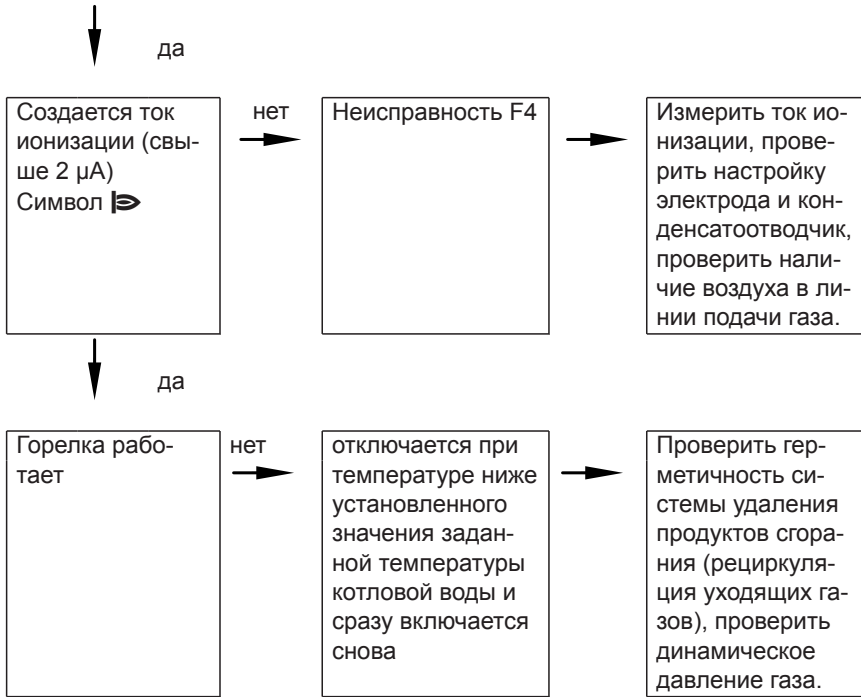 да
Создается ток
ионизации (свы-
ше 2 µA)
Символ
нет
Неисправность F4
Измерить ток ио-
низации, прове-
рить настройку
электрода и кон-
денсатоотводчик,
проверить нали-
чие воздуха в ли-
нии подачи газа.
да
Горелка рабо-
тает
нет
отключается при
температуре ниже
установленного
значения задан-
ной температуры
котловой воды и
сразу включается
снова
Проверить гер-
метичность си-
стемы удаления
продуктов сгора-
ния (рециркуля-
ция уходящих га-
зов), проверить
динамическое
давление газа.